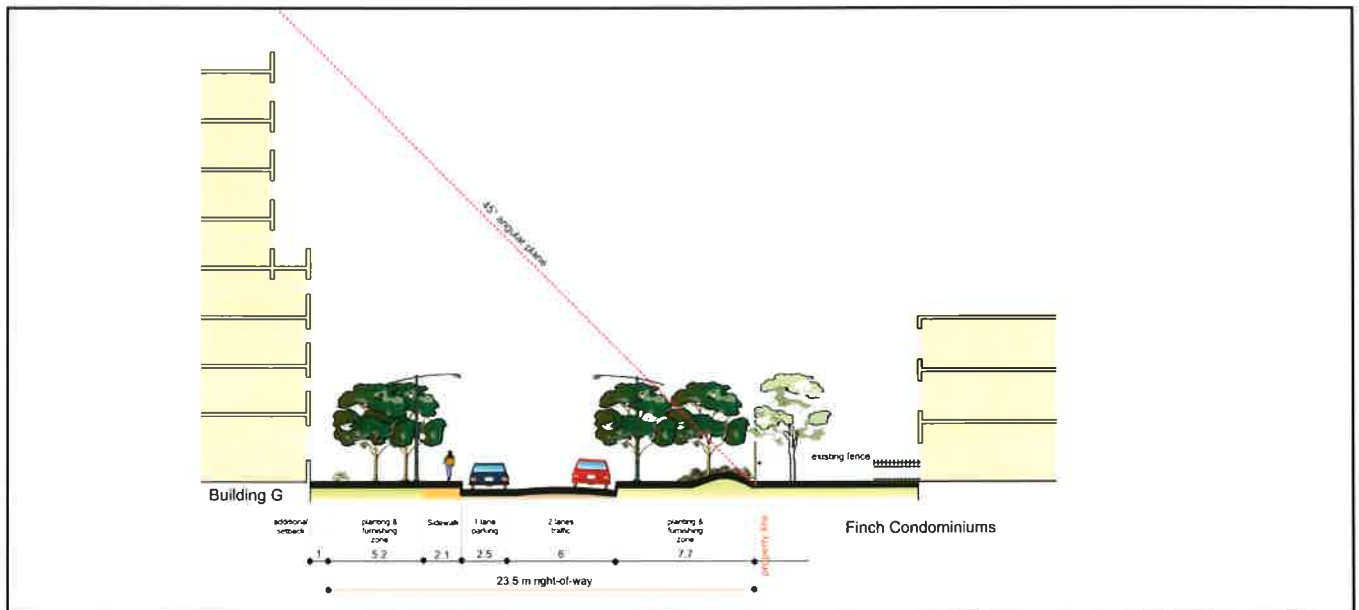 45° angular plane
existing fence
Building G
Finch Condominiums
additional
setback
planting &
furnishing
zone
Sidewalk
1 lane
parking
2 lanes
traffic
planting &
furnishing
zone
property line
1
5.2
2.1
2.5
6
7.7
23.5 m right-of-way